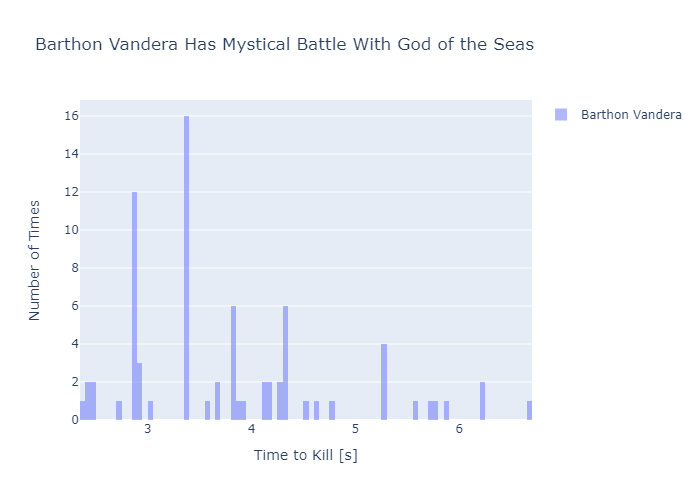 Barthon Vandera Has Mystical Battle With God of the Seas
Barthon Vandera
16
14
12
10
8
6
4
2
0
Number of Times
3 4 5 6
Time to Kill [s]